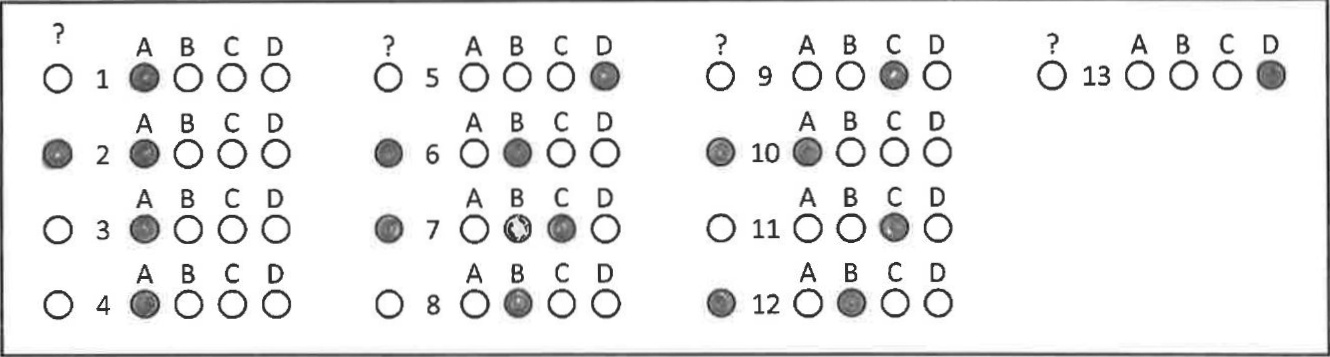 ? A B C D ? A B C D ? A B C D ? A B C D
1 5 9 13
A B C D A B C D A B C D
2 6 10
A B C D A B C D A B C D
3 7 11
A B C D A B C D A B C D
4 8 12